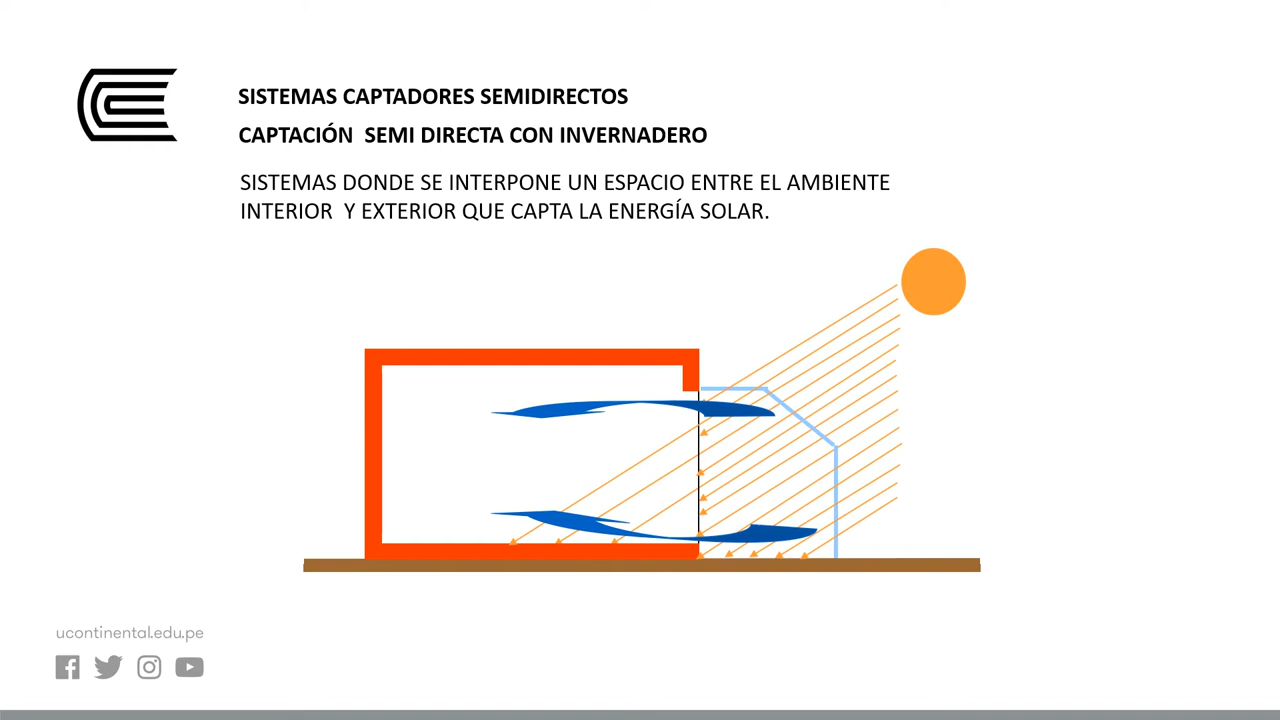 SISTEMAS CAPTADORES SEMIDIRECTOS
CAPTACIÓN  SEMI DIRECTA CON INVERNADERO
SISTEMAS DONDE SE INTERPONE UN ESPACIO ENTRE EL AMBIENTE
INTERIOR  Y EXTERIOR QUE CAPTA LA ENERGÍA SOLAR.
ucontinental.edu.pe